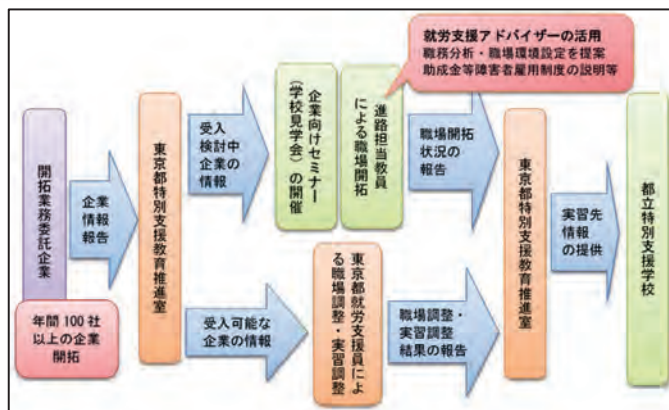 就労支援アドバイザーの活用
職務分析・職場環境設定を提案
助成金等障害者雇用制度の説明等
開拓業務委託企業
年間100社
以上の企業
開拓
企業
情報
報告
東京都特別支援教育推進室
受入
検討中
企業の
情報
企業向けセミナー
（学校見学会）の開催
進路担当教員
による職場開拓
職場開拓
状況の
報告
受入可能な
企業の情報
東京都就労支援員によ
る職場調整・実習調整
職場調整・
実習調整
結果の報告
東京都特別支援教育推進室
実習先
情報
の提供
都立特別支援学校